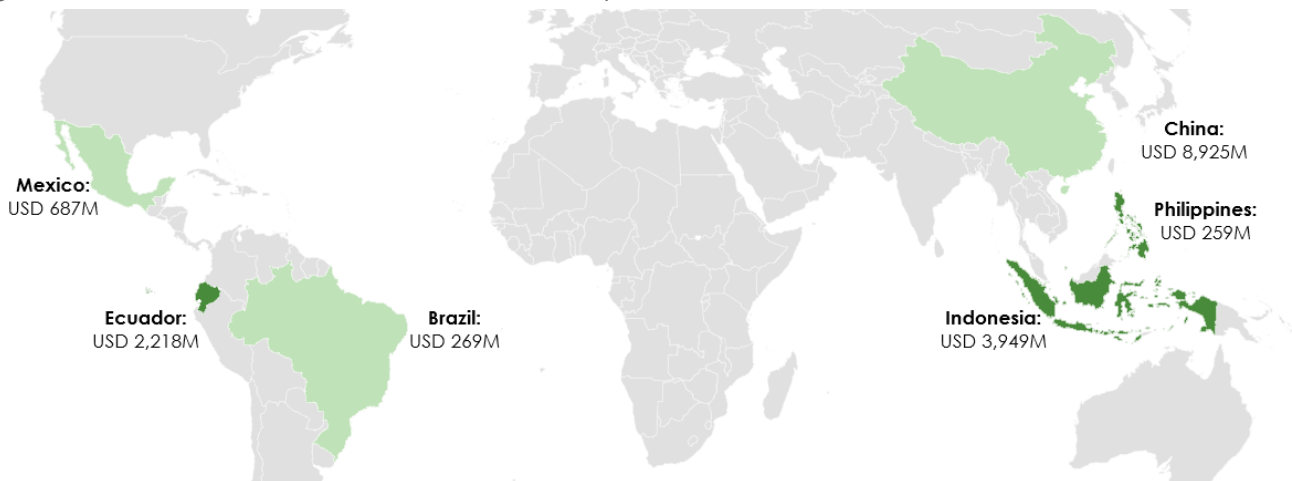 China:
USD 8,925M
Mexico:
USD 687M
Philippines:
USD 259M
Ecuador:
USD 2,218M
Brazil:
USD 269M
Indonesia:
USD 3,949M